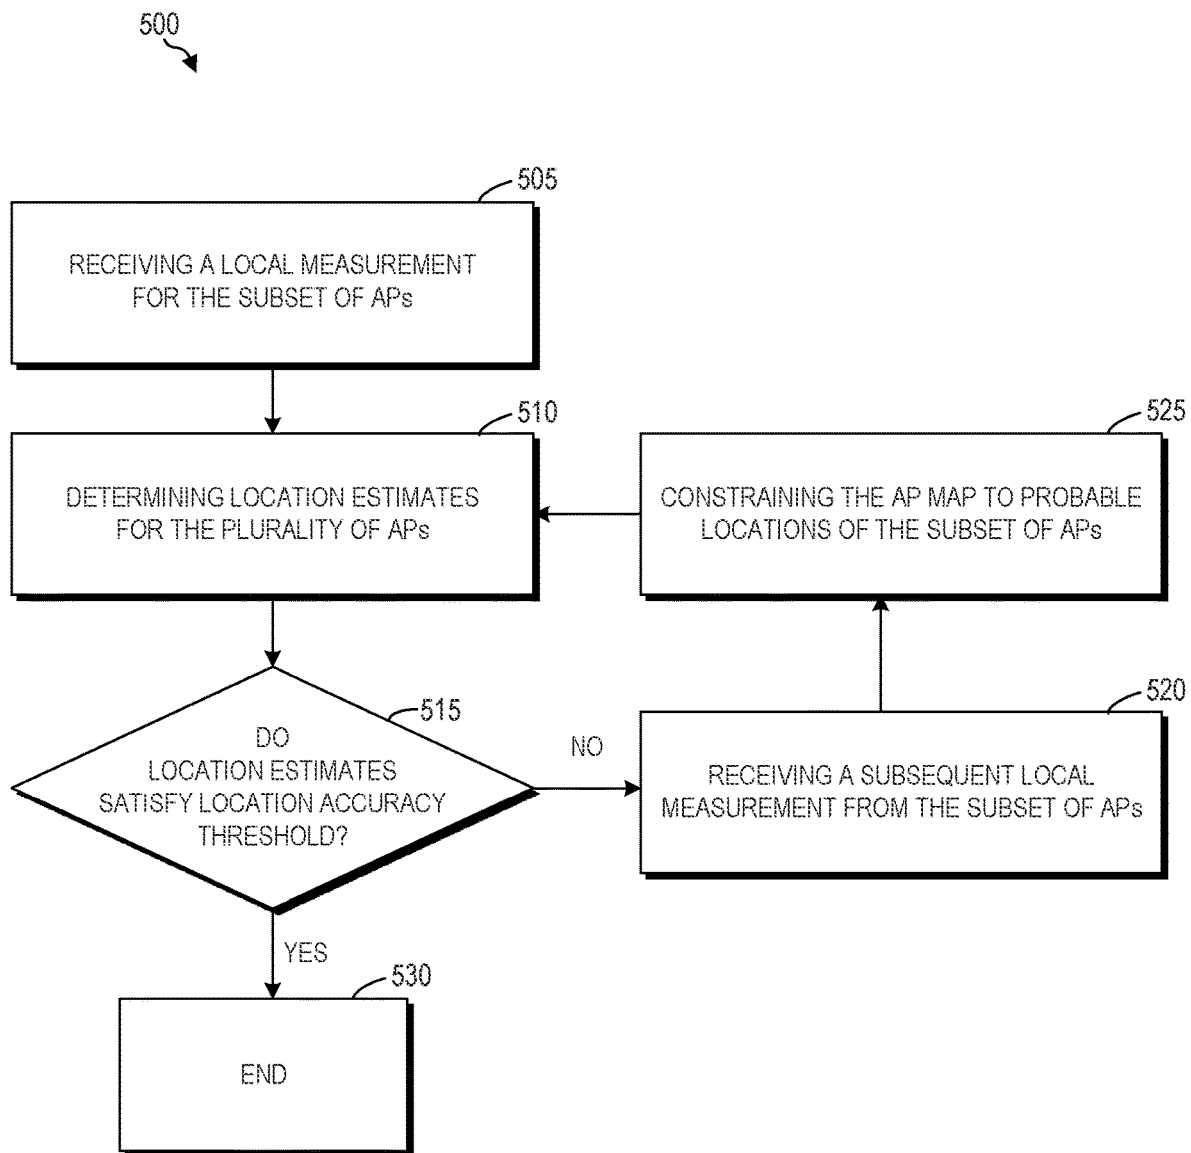 500
505
RECEIVING A LOCAL MEASUREMENT
FOR THE SUBSET OF APs
510
DETERMINING LOCATION ESTIMATES
FOR THE PLURALITY OF APs
525
CONSTRAINING THE AP MAP TO PROBABLE
LOCATIONS OF THE SUBSET OF APs
515
DO
LOCATION ESTIMATES
SATISFY LOCATION ACCURACY
THRESHOLD?
NO
520
RECEIVING A SUBSEQUENT LOCAL
MEASUREMENT FROM THE SUBSET OF APs
YES
530
END